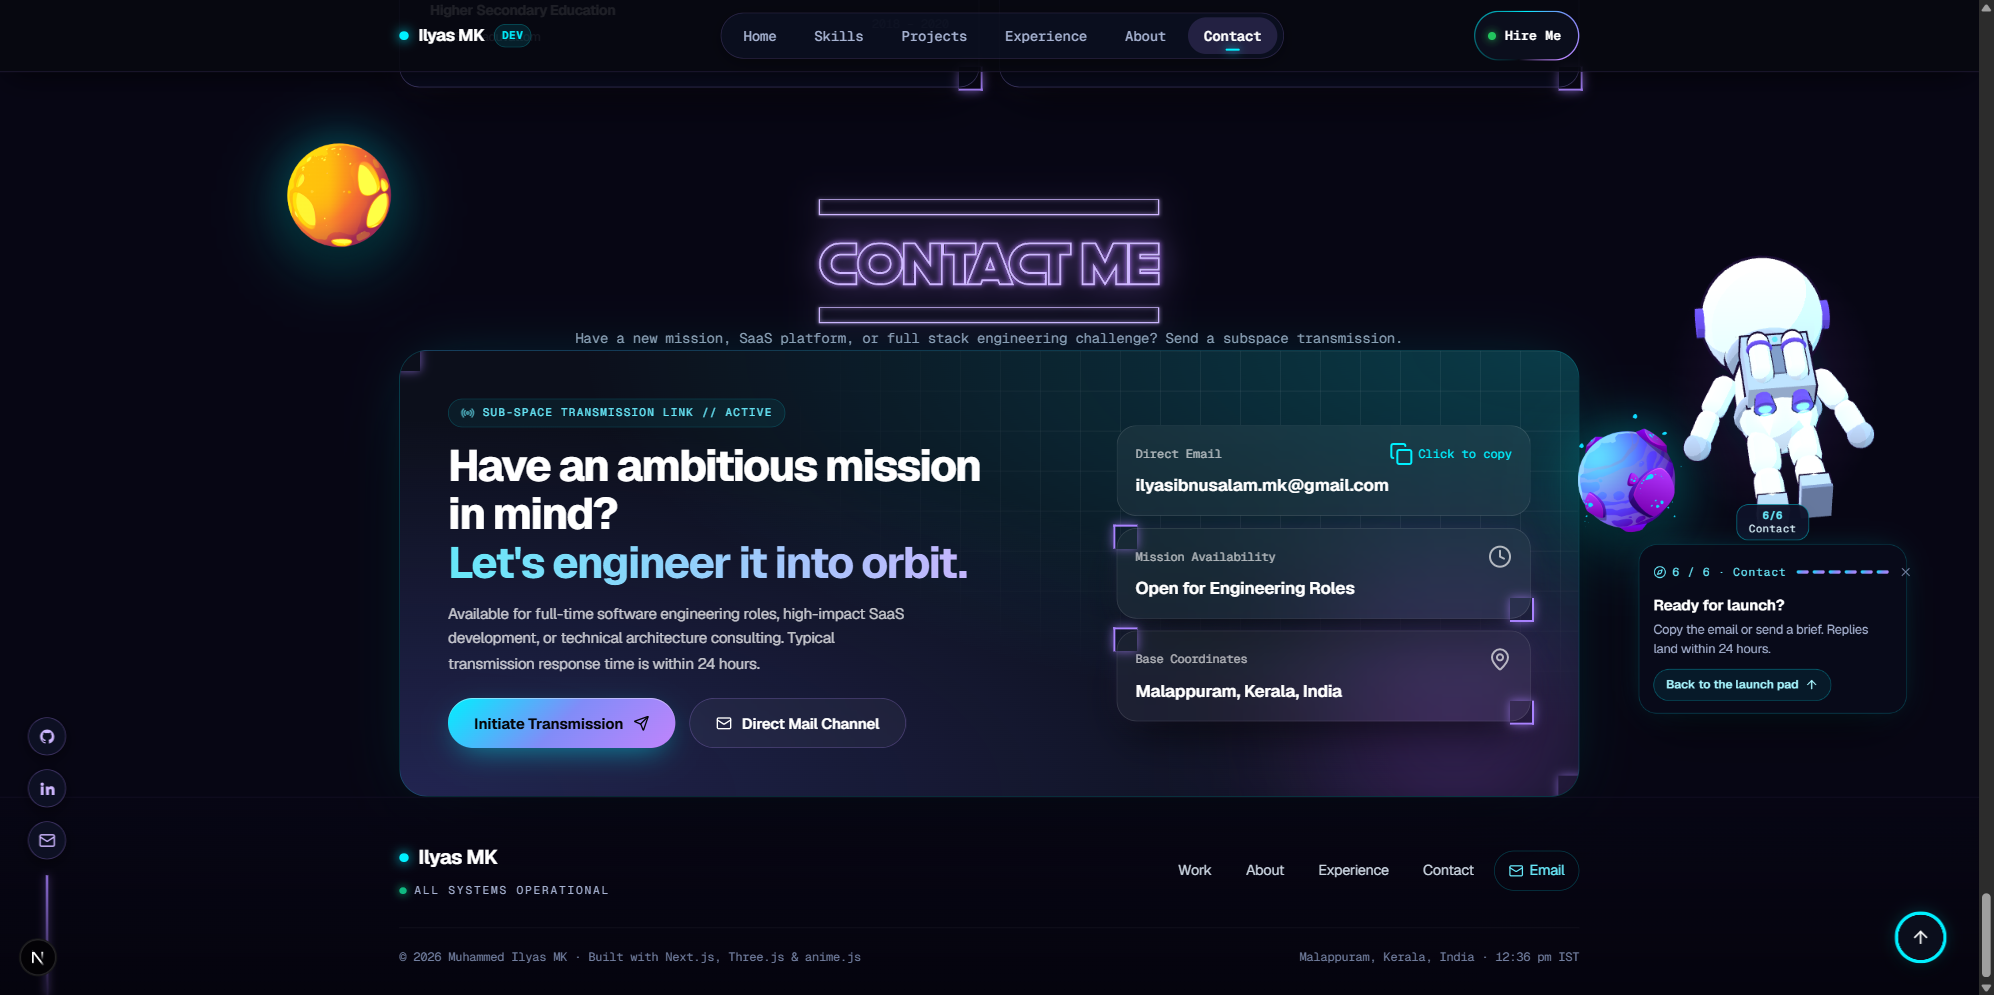 Higher Secondary Education
Ilyas MK
DEV
Home
Skills
Projects
Experience
About
Contact
Hire Me
CONTACT ME
Have a new mission, SaaS platform, or full stack engineering challenge? Send a subspace transmission.
SUB-SPACE TRANSMISSION LINK // ACTIVE
Have an ambitious mission
in mind?
Let's engineer it into orbit.
Available for full-time software engineering roles, high-impact SaaS
development, or technical architecture consulting. Typical
transmission response time is within 24 hours.
Initiate Transmission
Direct Mail Channel
Direct Email
Click to copy
ilyasibnusalam.mk@gmail.com
Mission Availability
Open for Engineering Roles
Base Coordinates
Malappuram, Kerala, India
6/6
Contact
6 / 6 · Contact
Ready for launch?
Copy the email or send a brief. Replies
land within 24 hours.
Back to the launch pad
in
Ilyas MK
ALL SYSTEMS OPERATIONAL
Work
About
Experience
Contact
Email
N
© 2026 Muhammed Ilyas MK · Built with Next.js, Three.js & anime.js
Malappuram, Kerala, India · 12:36 pm IST